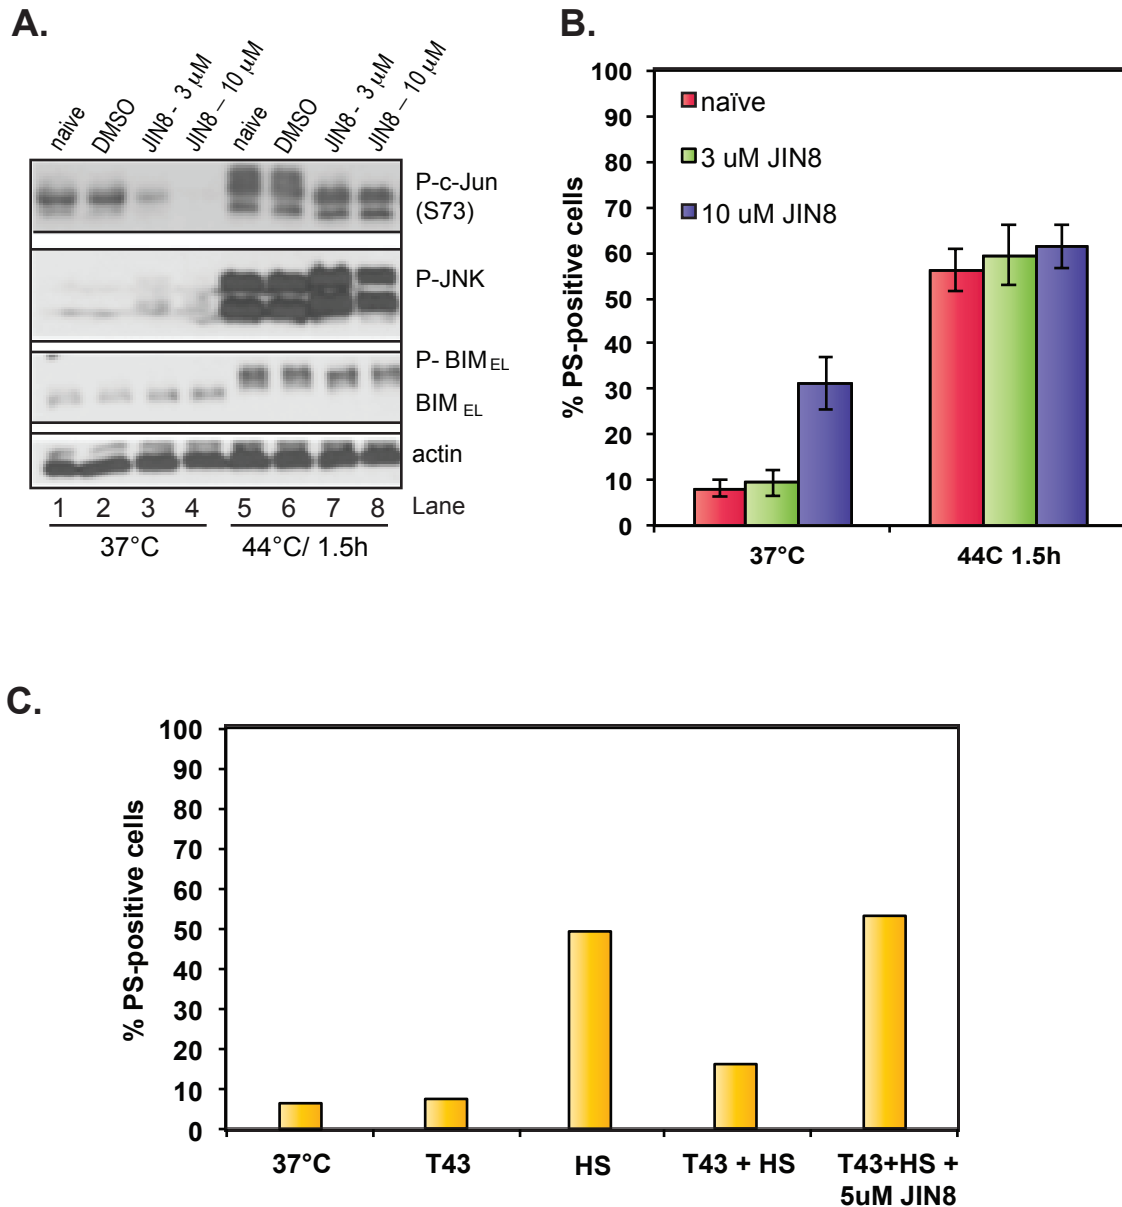 A.
naive DMSO JIN8 - 3 µM JIN8 – 10 µM naive DMSO JIN8 - 3 µM JIN8 – 10 µM
P-c-Jun
(S73)
P-JNK
P- BIM EL
BIM EL
actin
1 2 3 4 5 6 7 8 Lane
37°C 44°C/ 1.5h
B.
% PS-positive cells
100
90
80
70
60
50
40
30
20
10
0
naïve
3 uM JIN8
10 uM JIN8
37°C 44C 1.5h
C.
% PS-positive cells
100
90
80
70
60
50
40
30
20
10
0
37°C T43 HS T43 + HS T43+HS +
5uM JIN8